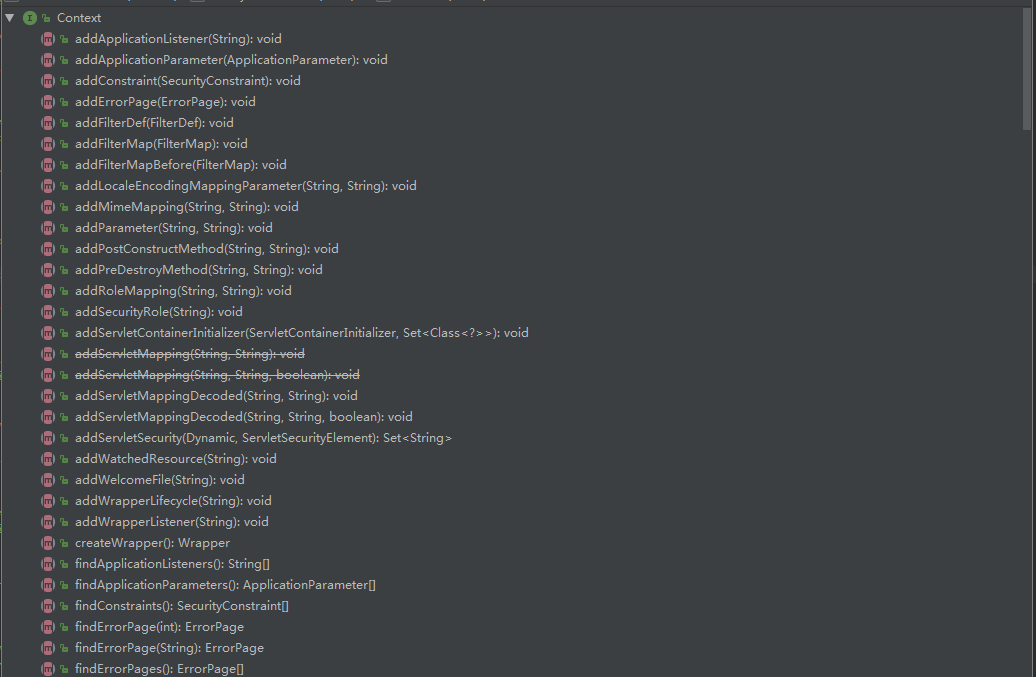 Context
addApplicationListener(String): void
addApplicationParameter(ApplicationParameter): void
addConstraint(SecurityConstraint): void
addErrorPage(ErrorPage): void
addFilterDef(FilterDef): void
addFilterMap(FilterMap): void
addFilterMapBefore(FilterMap): void
addLocaleEncodingMappingParameter(String, String): void
addMimeMapping(String, String): void
addParameter(String, String): void
addPostConstructMethod(String, String): void
addPreDestroyMethod(String, String): void
addRoleMapping(String, String): void
addSecurityRole(String): void
addServletContainerInitializer(ServletContainerInitializer, Set<Class<?>>): void
addServletMapping(String, String): void
addServletMapping(String, String, boolean): void
addServletMappingDecoded(String, String): void
addServletMappingDecoded(String, String, boolean): void
addServletSecurity(Dynamic, ServletSecurityElement): Set<String>
addWatchedResource(String): void
addWelcomeFile(String): void
addWrapperLifecycle(String): void
addWrapperListener(String): void
createWrapper(): Wrapper
findApplicationListeners(): String[]
findApplicationParameters(): ApplicationParameter[]
findConstraints(): SecurityConstraint[]
findErrorPage(int): ErrorPage
findErrorPage(String): ErrorPage
findErrorPages(): ErrorPage[]